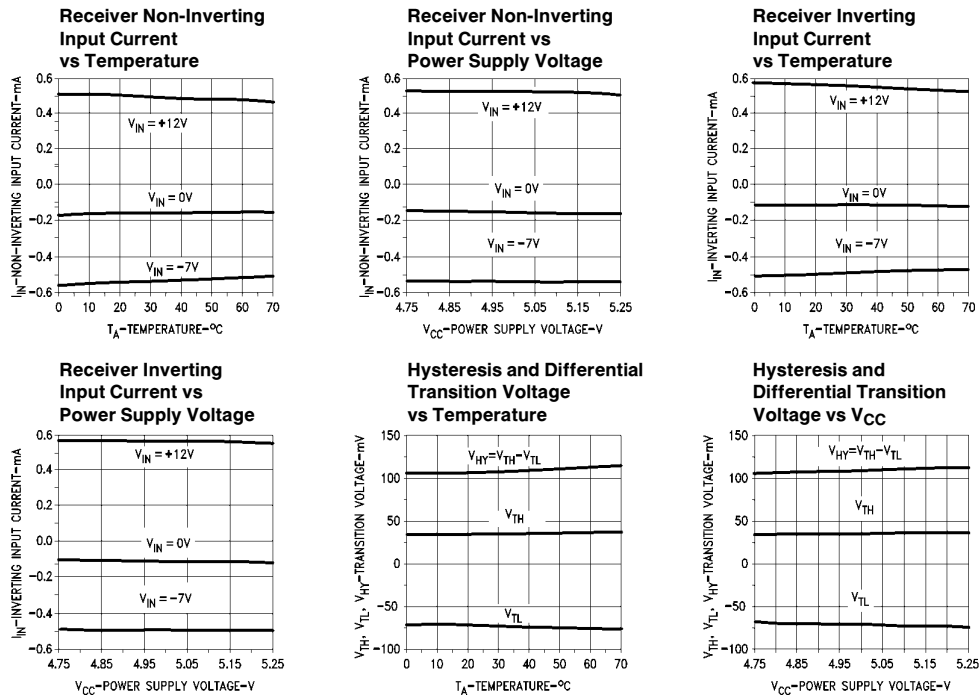 Receiver Non-Inverting
Input Current
vs Temperature
I_IN–NON–INVERTING INPUT CURRENT–mA
0.6
0.4
0.2
0.0
−0.2
−0.4
−0.6
V_IN = +12V
V_IN = 0V
V_IN = −7V
0 10 20 30 40 50 60 70
T_A–TEMPERATURE–°C
Receiver Non-Inverting
Input Current vs
Power Supply Voltage
I_IN–NON–INVERTING INPUT CURRENT–mA
0.6
0.4
0.2
0.0
−0.2
−0.4
−0.6
V_IN = +12V
V_IN = 0V
V_IN = −7V
4.75 4.85 4.95 5.05 5.15 5.25
V_CC–POWER SUPPLY VOLTAGE–V
Receiver Inverting
Input Current
vs Temperature
I_IN–INVERTING INPUT CURRENT–mA
0.6
0.4
0.2
0.0
−0.2
−0.4
−0.6
V_IN = +12V
V_IN = 0V
V_IN = −7V
0 10 20 30 40 50 60 70
T_A–TEMPERATURE–°C
Receiver Inverting
Input Current vs
Power Supply Voltage
I_IN–INVERTING INPUT CURRENT–mA
0.6
0.4
0.2
0.0
−0.2
−0.4
−0.6
V_IN = +12V
V_IN = 0V
V_IN = −7V
4.75 4.85 4.95 5.05 5.15 5.25
V_CC–POWER SUPPLY VOLTAGE–V
Hysteresis and Differential
Transition Voltage
vs Temperature
V_TH, V_TL, V_HY–TRANSITION VOLTAGE–mV
150
100
50
0
−50
−100
V_HY=V_TH−V_TL
V_TH
V_TL
0 10 20 30 40 50 60 70
T_A–TEMPERATURE–°C
Hysteresis and
Differential Transition
Voltage vs V_CC
V_TH, V_TL, V_HY–TRANSITION VOLTAGE–mV
150
100
50
0
−50
−100
V_HY=V_TH−V_TL
V_TH
V_TL
4.75 4.85 4.95 5.05 5.15 5.25
V_CC–POWER SUPPLY VOLTAGE–V